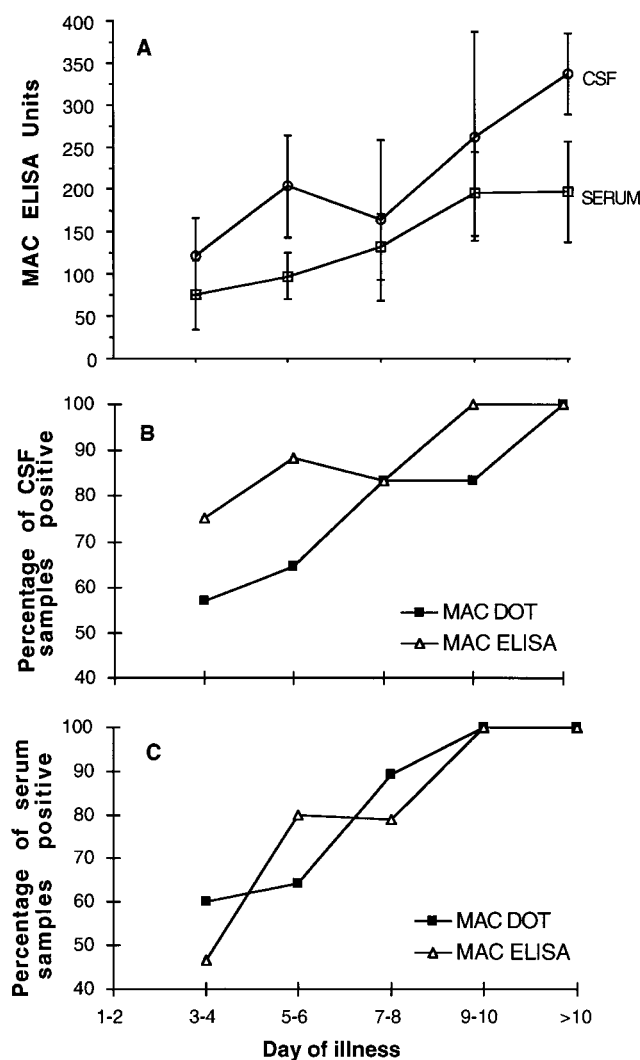 A
MAC ELISA Units
400
350
300
250
200
150
100
50
0
CSF
SERUM
B
Percentage of CSF
samples positive
100
90
80
70
60
50
40
MAC DOT
MAC ELISA
C
Percentage of serum
samples positive
100
90
80
70
60
50
40
MAC DOT
MAC ELISA
1-2 3-4 5-6 7-8 9-10 >10
Day of illness